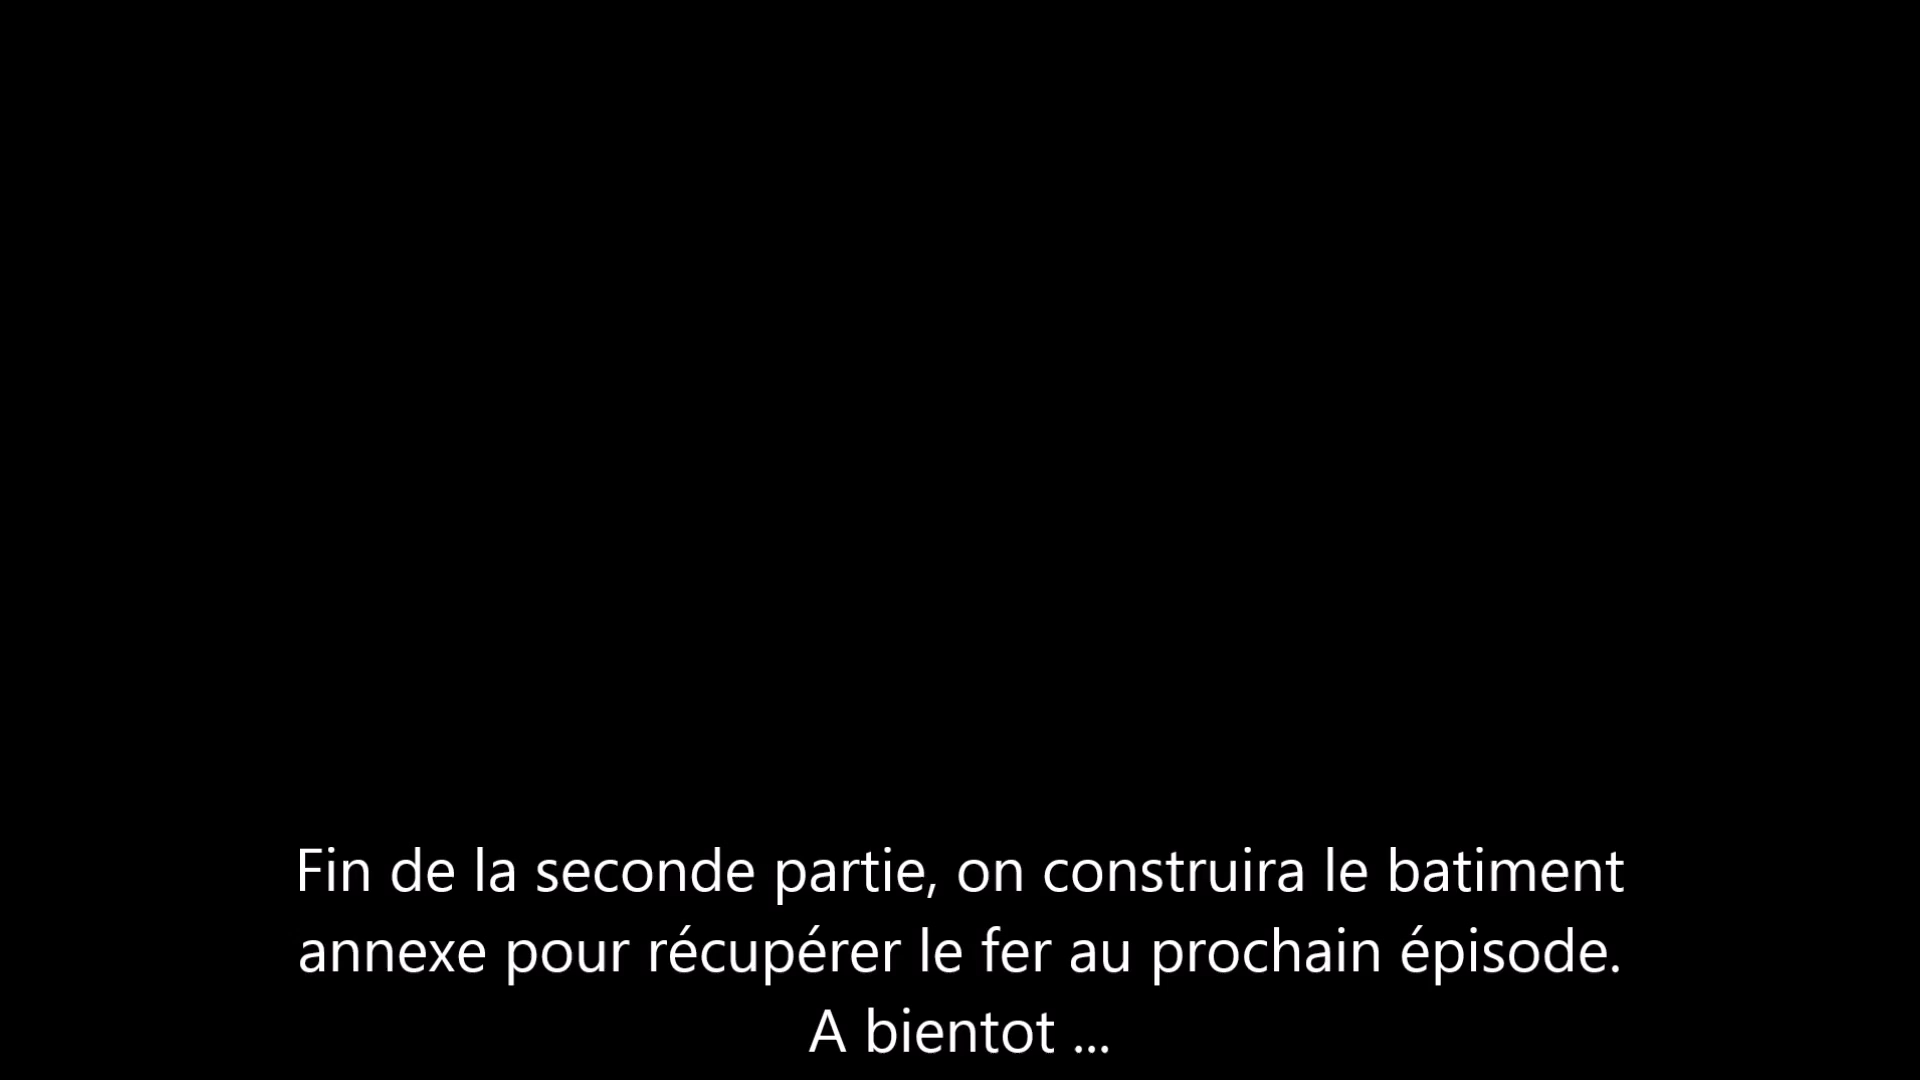 Fin de la seconde partie, on construira le batiment
annexe pour récupérer le fer au prochain épisode.
A bientot ...